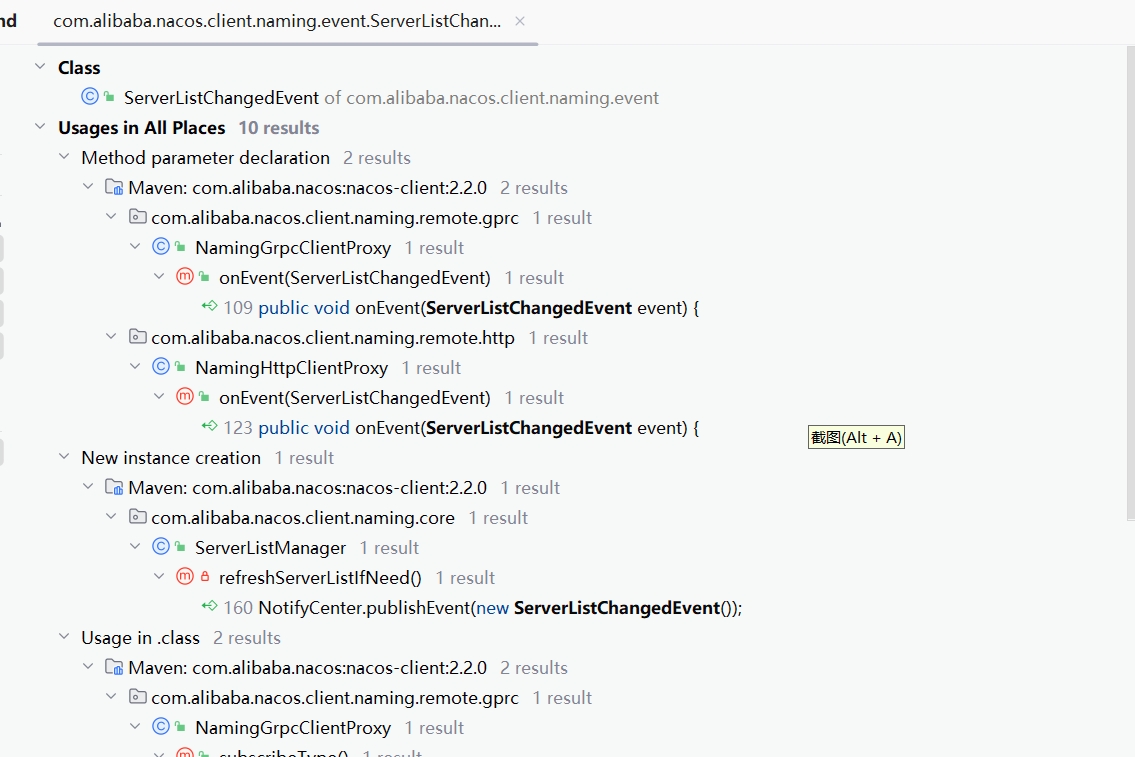 nd com.alibaba.nacos.client.naming.event.ServerListChan...
Class
ServerListChangedEvent of com.alibaba.nacos.client.naming.event
Usages in All Places 10 results
Method parameter declaration 2 results
Maven: com.alibaba.nacos:nacos-client:2.2.0 2 results
com.alibaba.nacos.client.naming.remote.gprc 1 result
NamingGrpcClientProxy 1 result
onEvent(ServerListChangedEvent) 1 result
109 public void onEvent(ServerListChangedEvent event) {
com.alibaba.nacos.client.naming.remote.http 1 result
NamingHttpClientProxy 1 result
onEvent(ServerListChangedEvent) 1 result
123 public void onEvent(ServerListChangedEvent event) {
截图(Alt + A)
New instance creation 1 result
Maven: com.alibaba.nacos:nacos-client:2.2.0 1 result
com.alibaba.nacos.client.naming.core 1 result
ServerListManager 1 result
refreshServerListIfNeed() 1 result
160 NotifyCenter.publishEvent(new ServerListChangedEvent());
Usage in .class 2 results
Maven: com.alibaba.nacos:nacos-client:2.2.0 2 results
com.alibaba.nacos.client.naming.remote.gprc 1 result
NamingGrpcClientProxy 1 result
subscribeType() 1 result